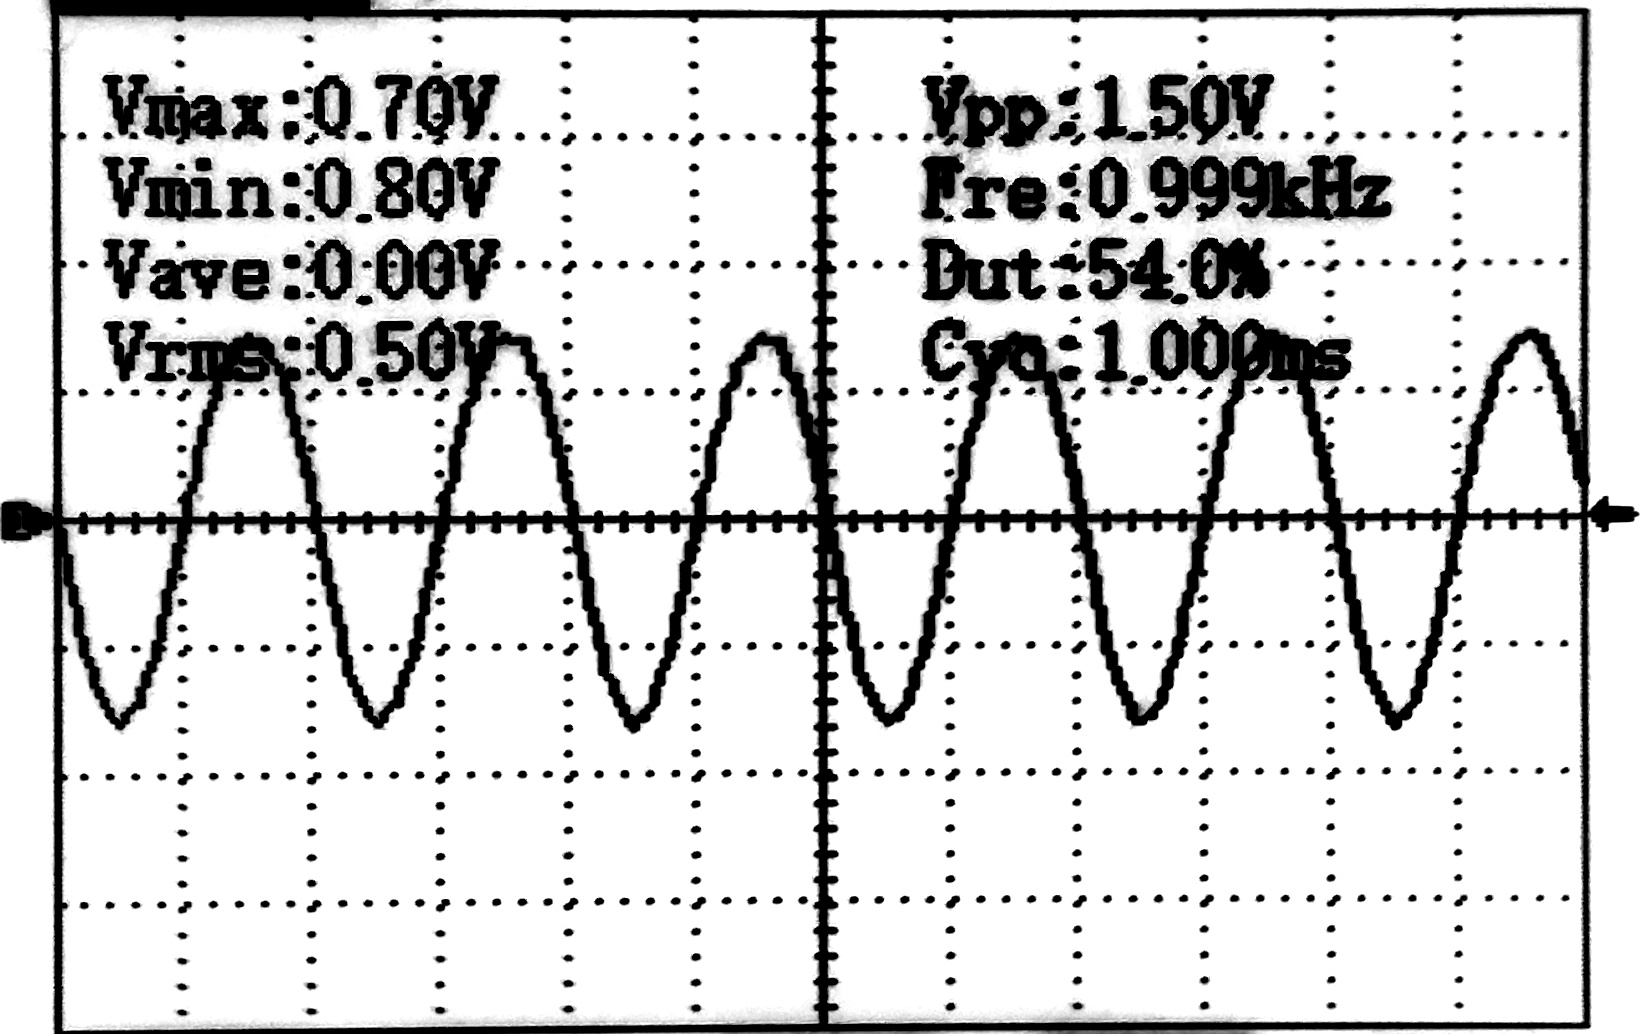 Vmax:0.70V
Vmin:0.80V
Vave:0.00V
Vrms:0.50V
Vpp:1.50V
Fre:0.999kHz
Dut:54.0%
Cyc:1.000ms
1